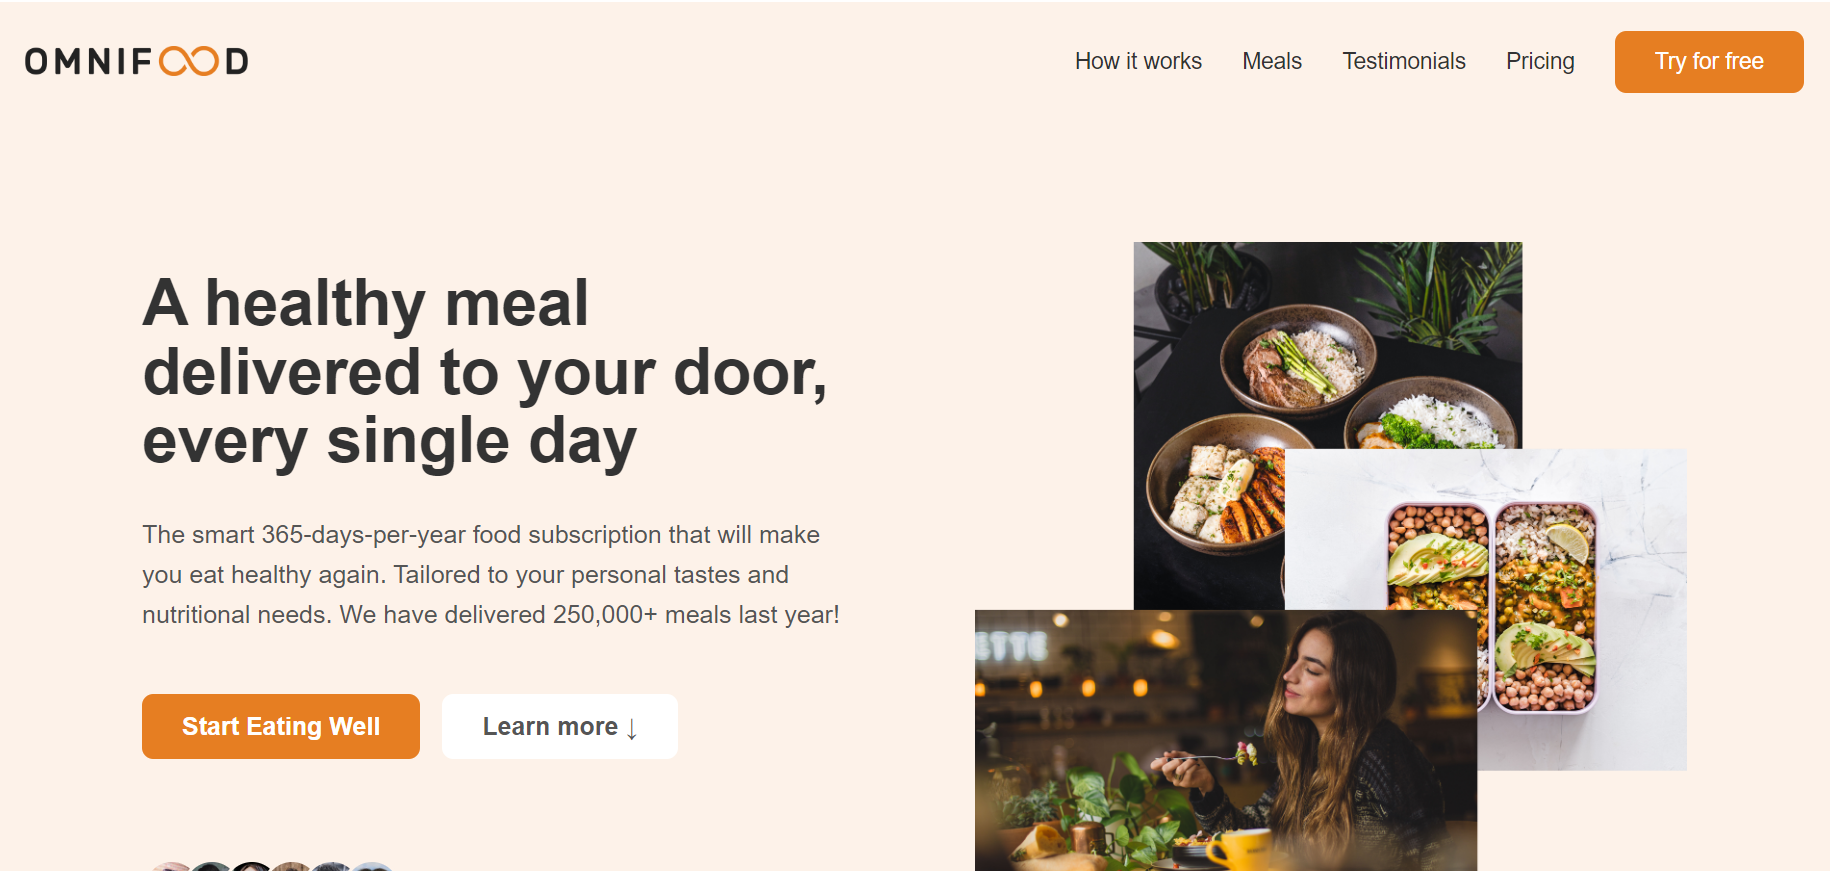 OMNIFOOD
How it works
Meals
Testimonials
Pricing
Try for free
A healthy meal
delivered to your door,
every single day
The smart 365-days-per-year food subscription that will make
you eat healthy again. Tailored to your personal tastes and
nutritional needs. We have delivered 250,000+ meals last year!
Start Eating Well
Learn more ↓
ETTE